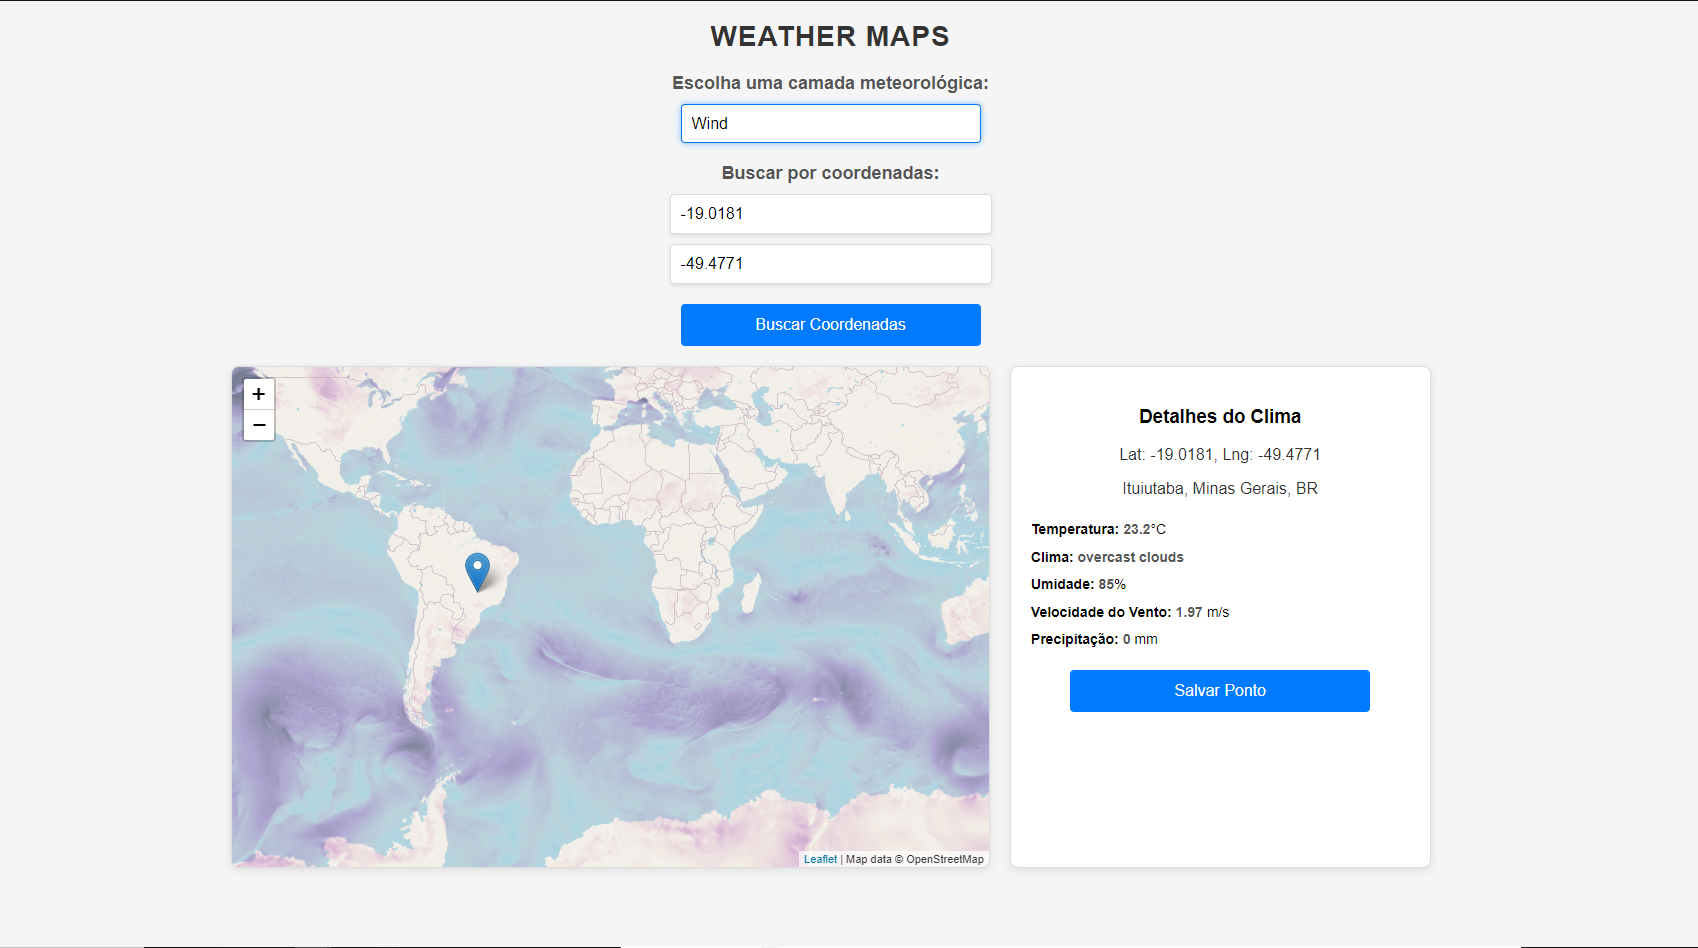 WEATHER MAPS
Escolha uma camada meteorológica:
Wind
Buscar por coordenadas:
-19.0181
-49.4771
Buscar Coordenadas
+
−
Leaflet | Map data © OpenStreetMap
Detalhes do Clima
Lat: -19.0181, Lng: -49.4771
Ituiutaba, Minas Gerais, BR
Temperatura: 23.2°C
Clima: overcast clouds
Umidade: 85%
Velocidade do Vento: 1.97 m/s
Precipitação: 0 mm
Salvar Ponto